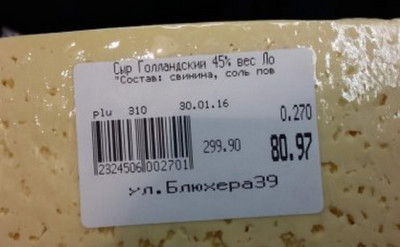 Сыр Голландский 45% вес Ло
"Состав: свинина, соль пов
plu 310 30.01.16
0.270
299.90 80.97
2324506 002701
ул.Блюхера39